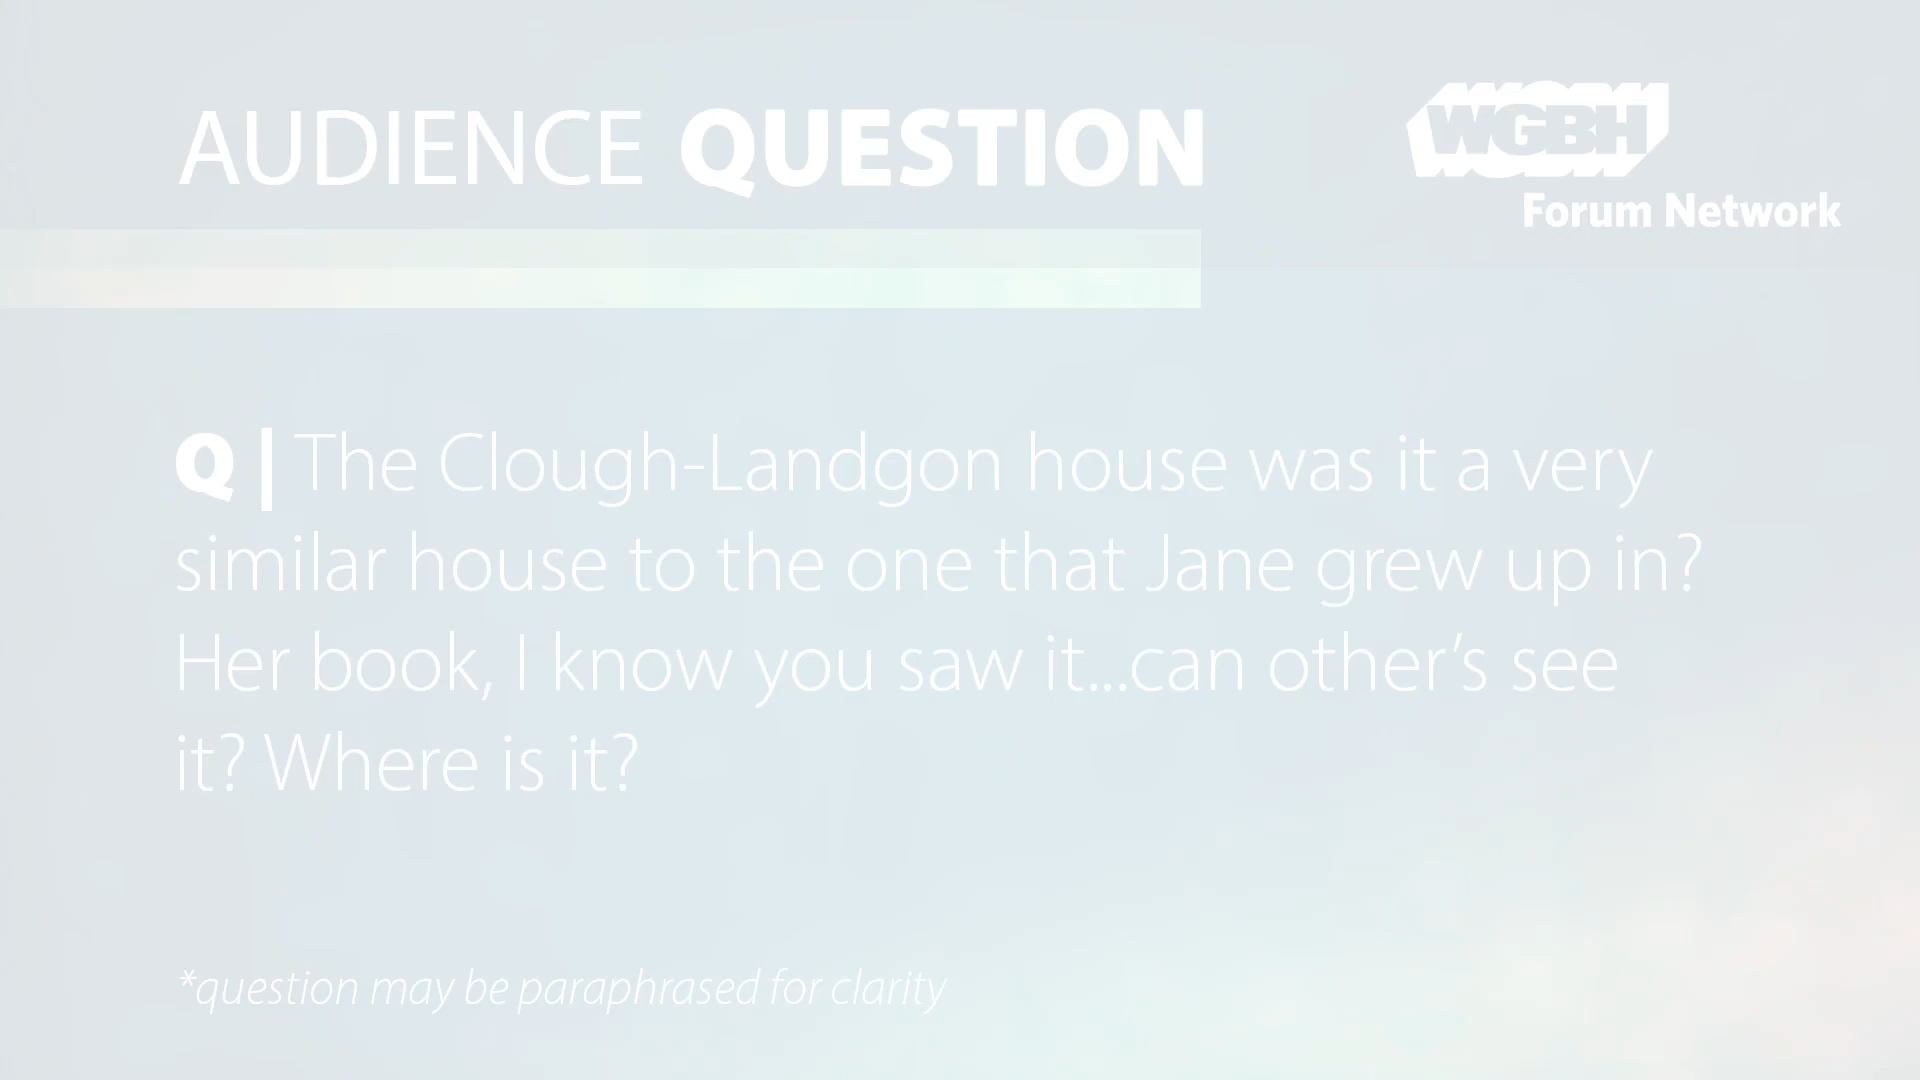 AUDIENCE QUESTION
WGBH
Forum Network
Q | The Clough-Landgon house was it a very
similar house to the one that Jane grew up in?
Her book, I know you saw it...can other’s see
it? Where is it?
*question may be paraphrased for clarity